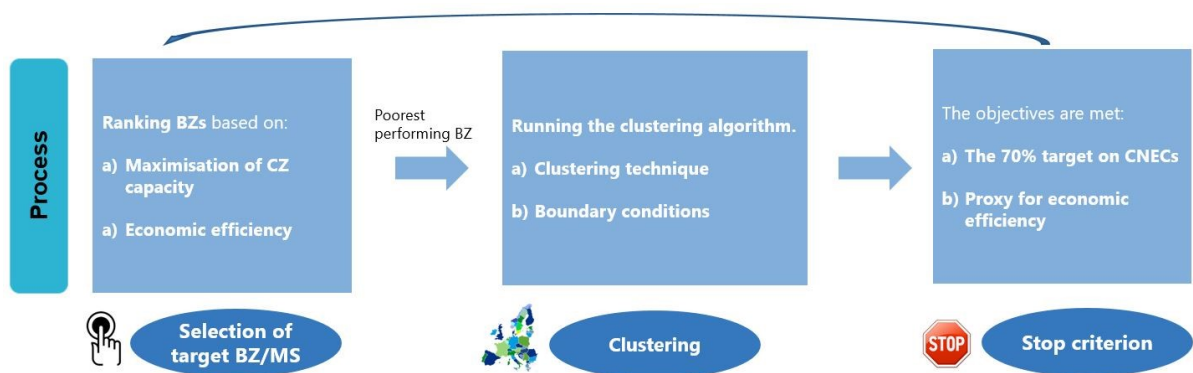 Process
Ranking BZs based on:
a) Maximisation of CZ
capacity
a) Economic efficiency
Selection of
target BZ/MS
Poorest
performing BZ
Running the clustering algorithm.
a) Clustering technique
b) Boundary conditions
Clustering
The objectives are met:
a) The 70% target on CNECs
b) Proxy for economic
efficiency
STOP
Stop criterion